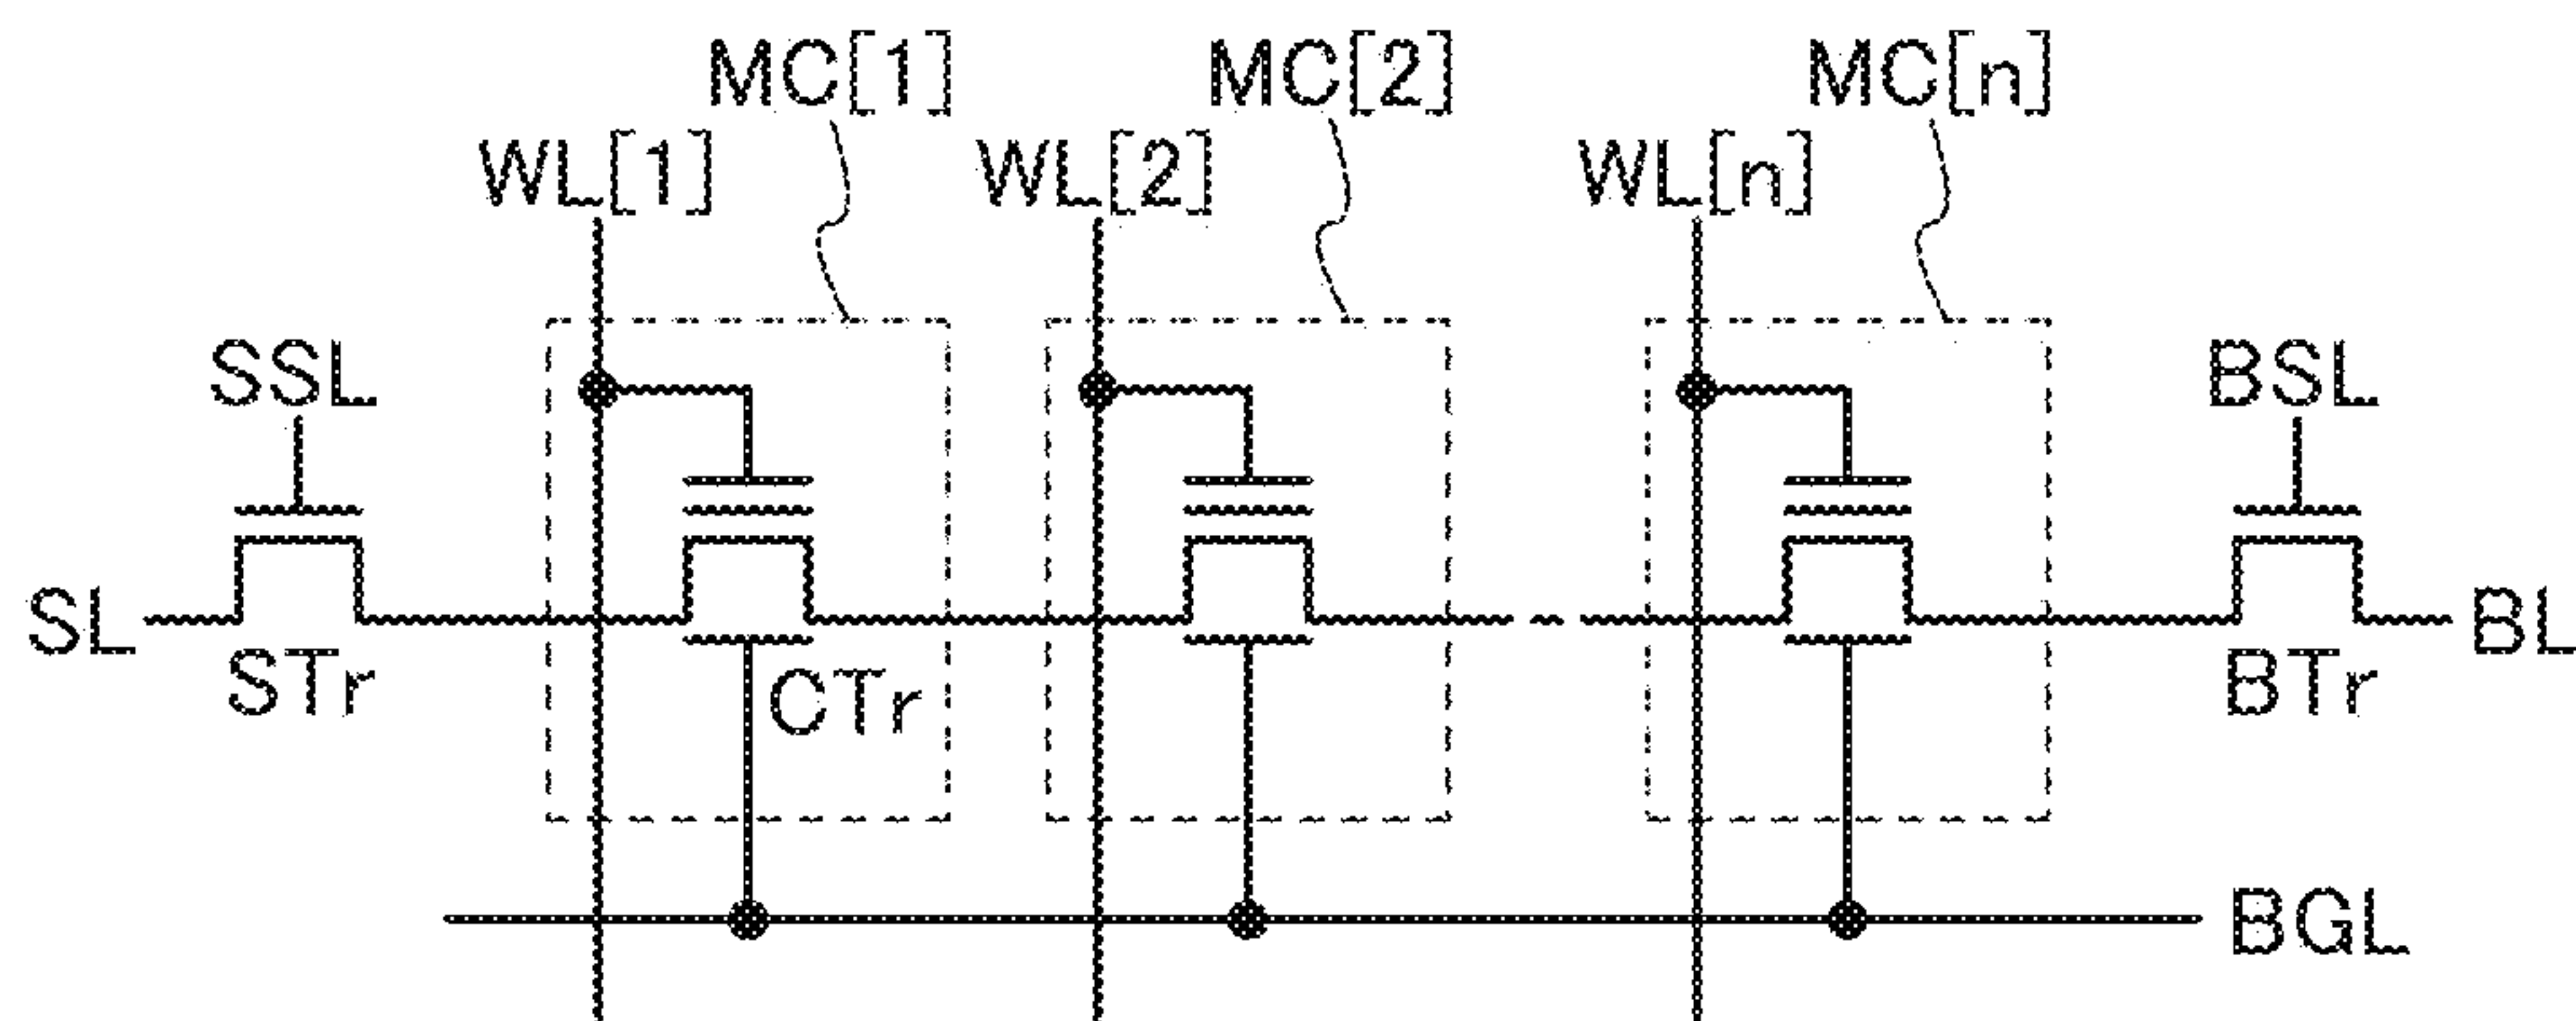 MC[1] MC[2] MC[n]
WL[1] WL[2] WL[n]
SSL BSL
SL BL
STr CTr BTr
BGL